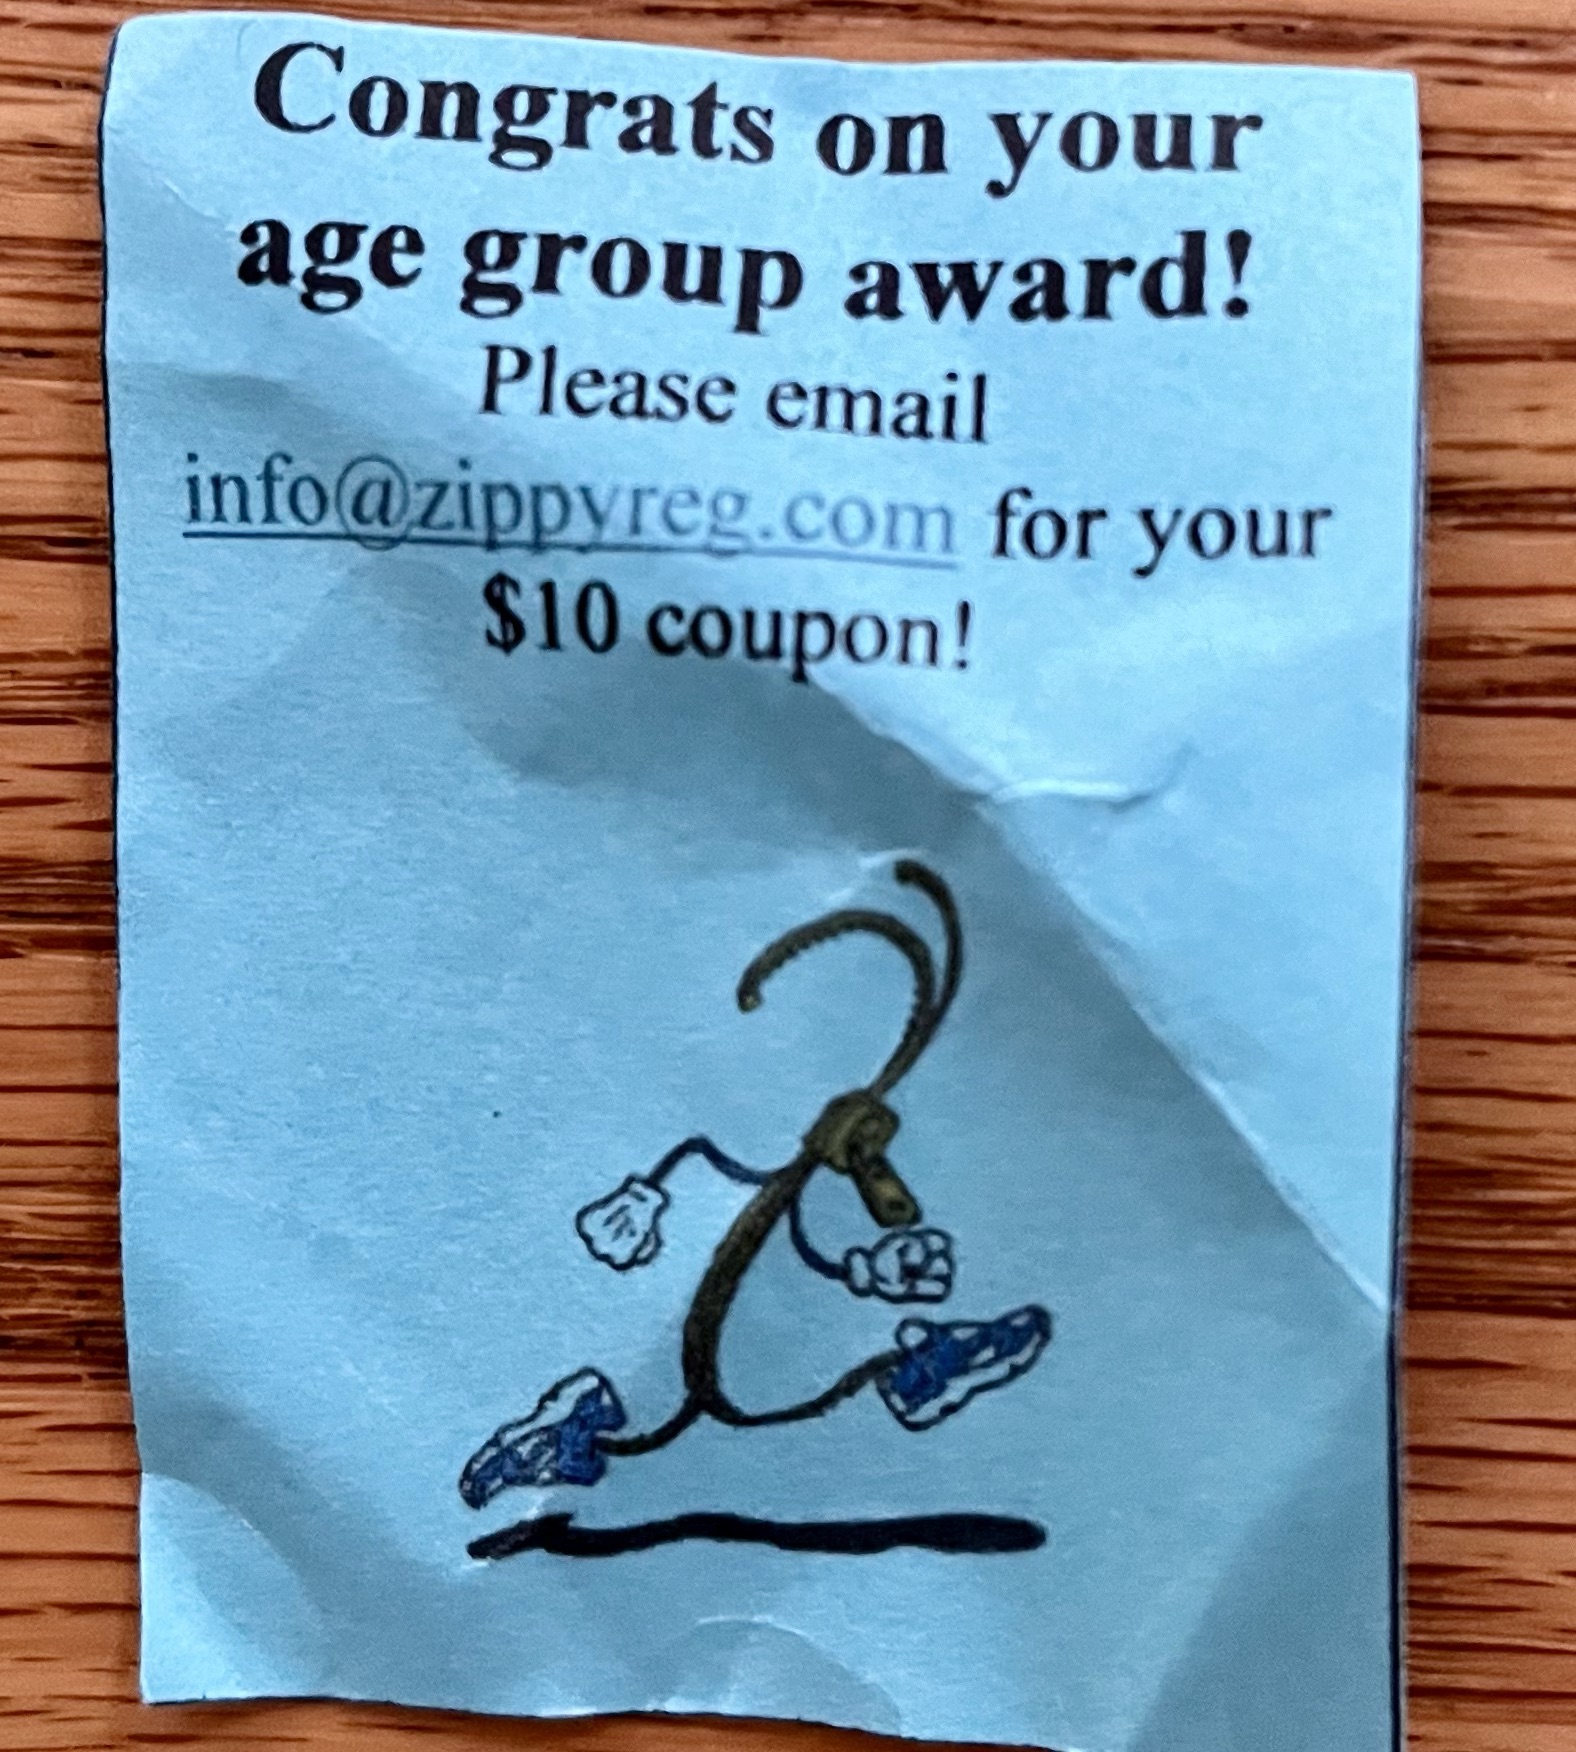 Congrats on your
age group award!
Please email
info@zippyreg.com for your
$10 coupon!